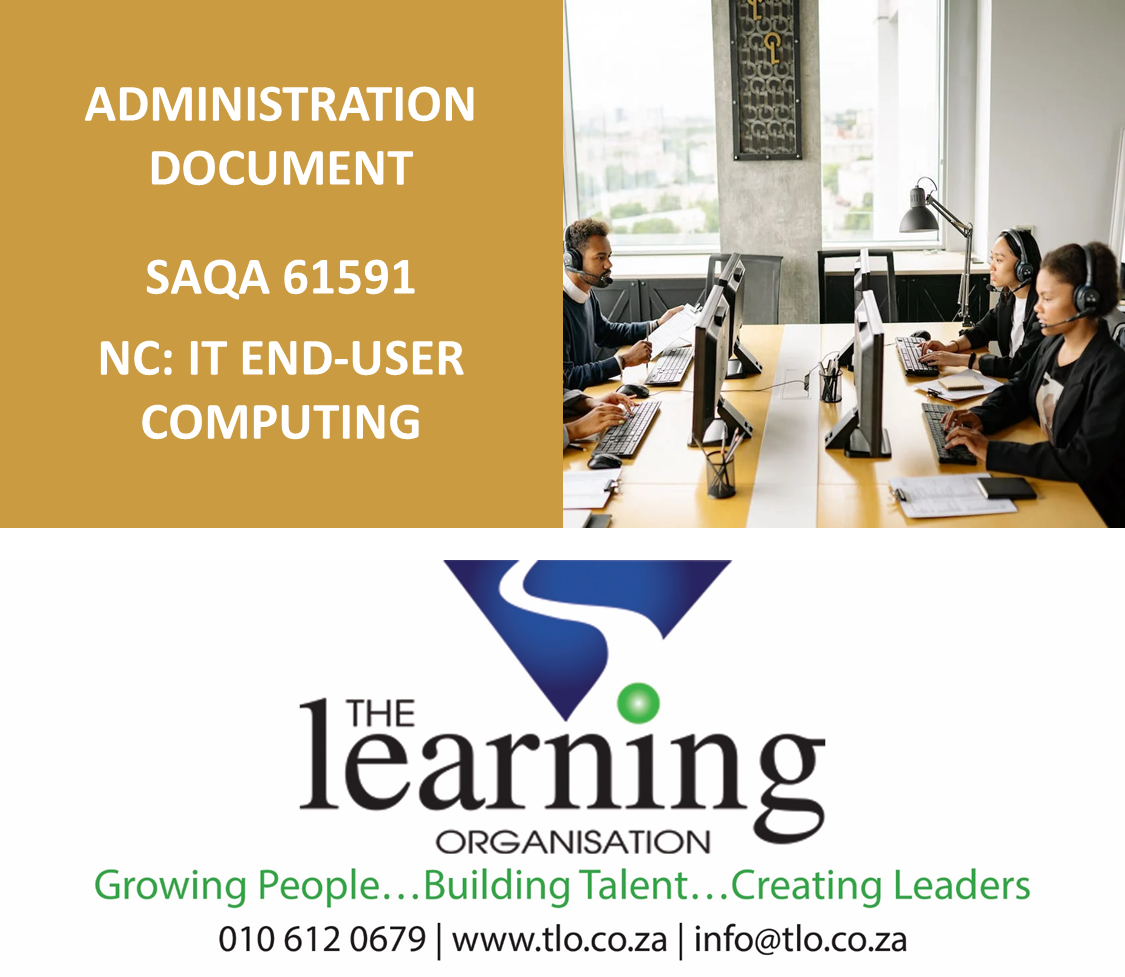 ADMINISTRATION
DOCUMENT
SAQA 61591
NC: IT END-USER
COMPUTING
THE
learning
ORGANISATION
Growing People…Building Talent…Creating Leaders
010 612 0679 | www.tlo.co.za | info@tlo.co.za